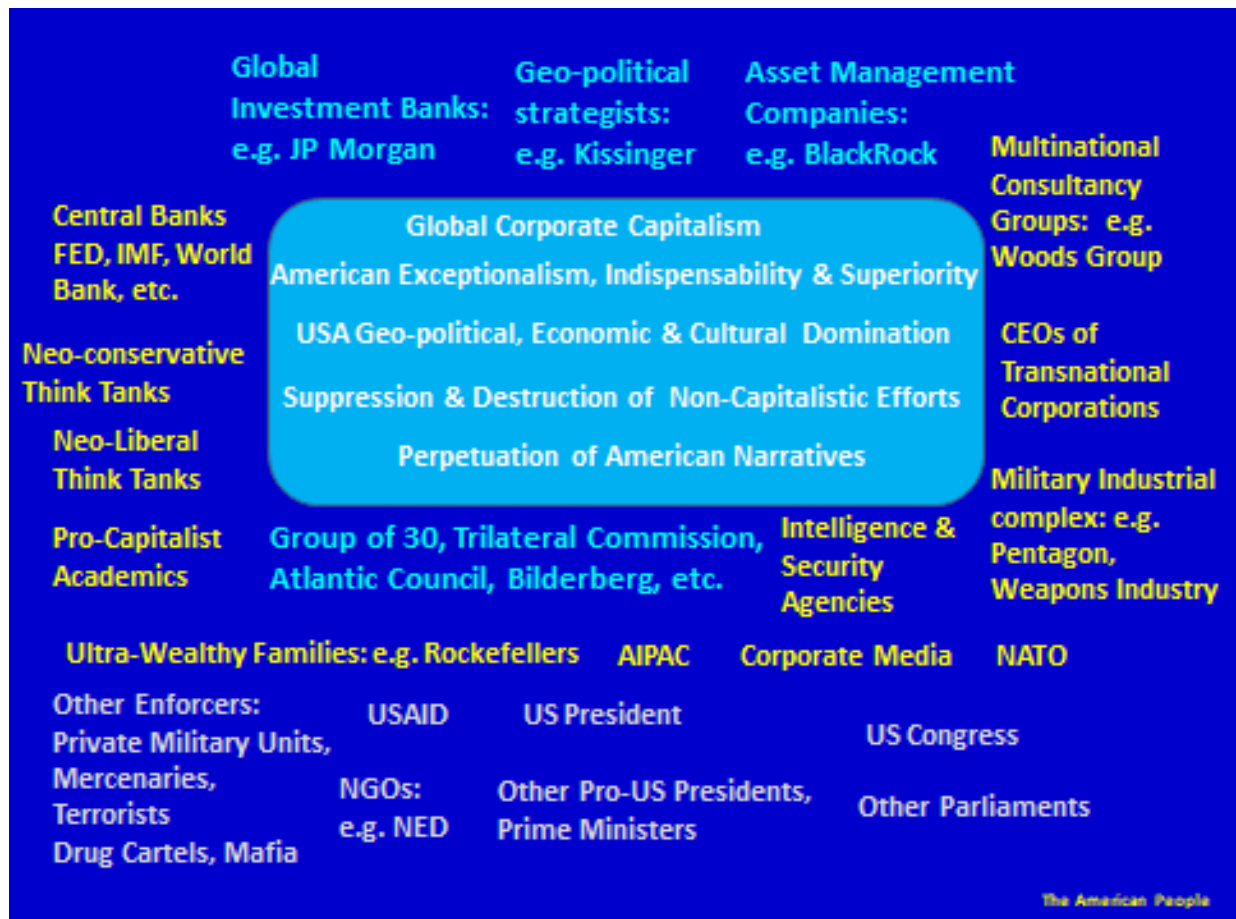 Global
Investment Banks:
e.g. JP Morgan
Geo-political
strategists:
e.g. Kissinger
Asset Management
Companies:
e.g. BlackRock
Multinational
Consultancy
Groups: e.g.
Woods Group
Central Banks
FED, IMF, World
Bank, etc.
Global Corporate Capitalism
American Exceptionalism, Indispensability & Superiority
USA Geo-political, Economic & Cultural Domination
Suppression & Destruction of Non-Capitalistic Efforts
Perpetuation of American Narratives
Neo-conservative
Think Tanks
CEOs of
Transnational
Corporations
Neo-Liberal
Think Tanks
Military Industrial
complex: e.g.
Pentagon,
Weapons Industry
Pro-Capitalist
Academics
Group of 30, Trilateral Commission,
Atlantic Council, Bilderberg, etc.
Intelligence &
Security
Agencies
Ultra-Wealthy Families: e.g. Rockefellers
AIPAC
Corporate Media
NATO
Other Enforcers:
Private Military Units,
Mercenaries,
Terrorists
Drug Cartels, Mafia
USAID
US President
US Congress
NGOs:
e.g. NED
Other Pro-US Presidents,
Prime Ministers
Other Parliaments
The American People